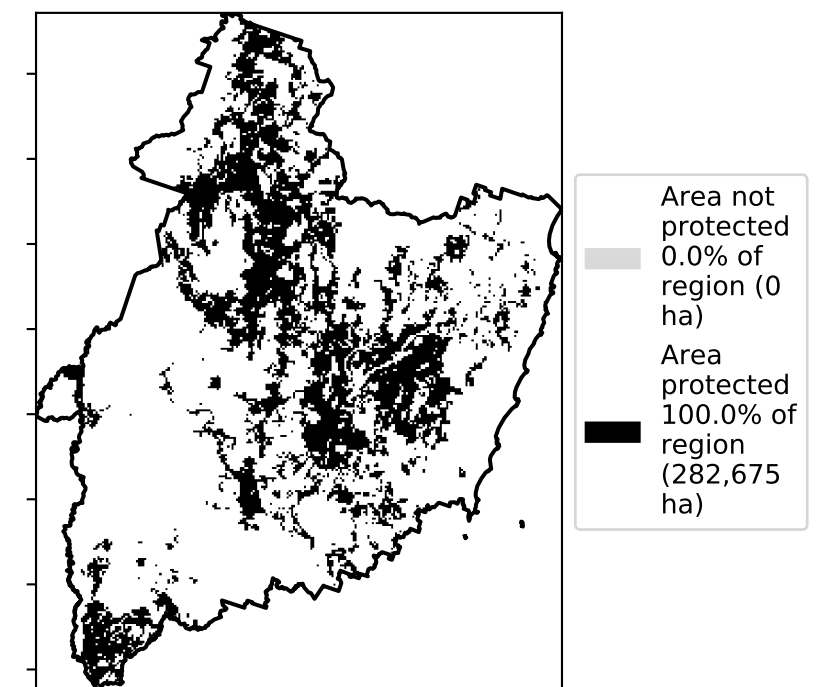 Area not
protected
0.0% of
region (0
ha)
Area
protected
100.0% of
region
(282,675
ha)